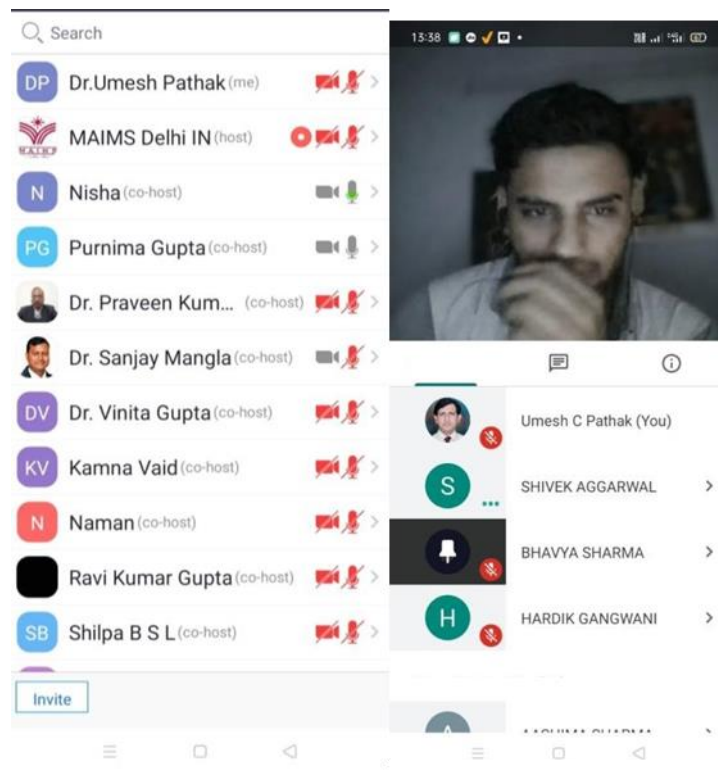 Search
DP Dr.Umesh Pathak (me)
MAIMS Delhi IN (host)
N Nisha (co-host)
PG Purnima Gupta (co-host)
Dr. Praveen Kum... (co-host)
Dr. Sanjay Mangla (co-host)
DV Dr. Vinita Gupta (co-host)
KV Kamna Vaid (co-host)
N Naman (co-host)
Ravi Kumar Gupta (co-host)
SB Shilpa B S L (co-host)
Invite
13:38
Umesh C Pathak (You)
S SHIVEK AGGARWAL
BHAVYA SHARMA
H HARDIK GANGWANI